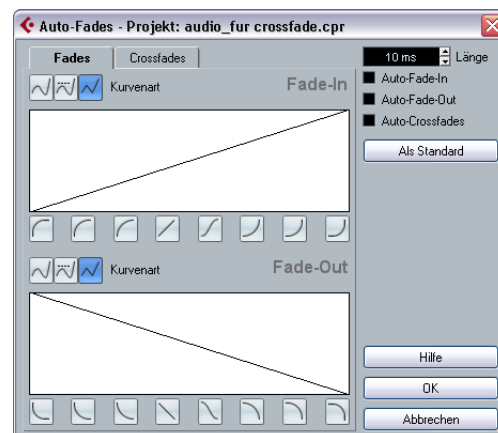 Auto-Fades - Projekt: audio_fur crossfade.cpr
Fades
Crossfades
10 ms
Länge
Kurvenart
Fade-In
Auto-Fade-In
Auto-Fade-Out
Auto-Crossfades
Als Standard
Kurvenart
Fade-Out
Hilfe
OK
Abbrechen